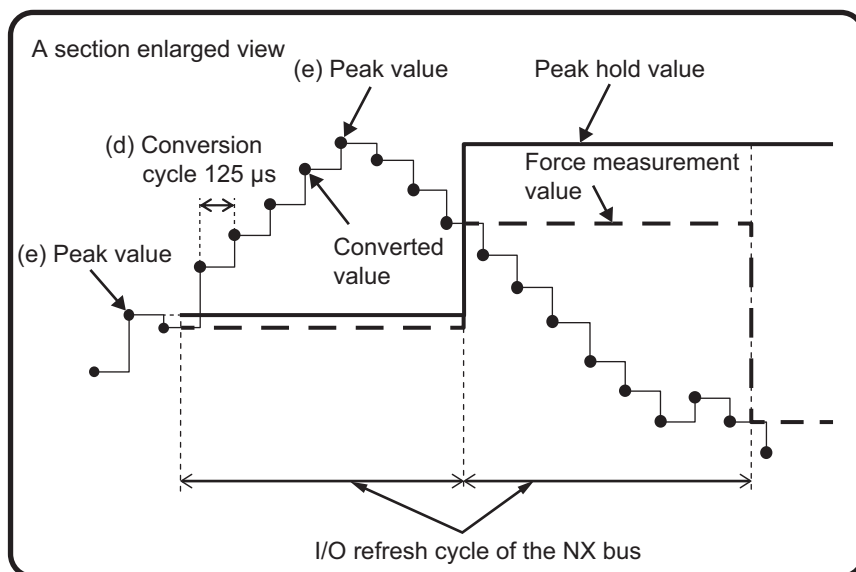 A section enlarged view
(e) Peak value
Peak hold value
(d) Conversion
cycle 125 µs
Force measurement
value
(e) Peak value
Converted
value
I/O refresh cycle of the NX bus